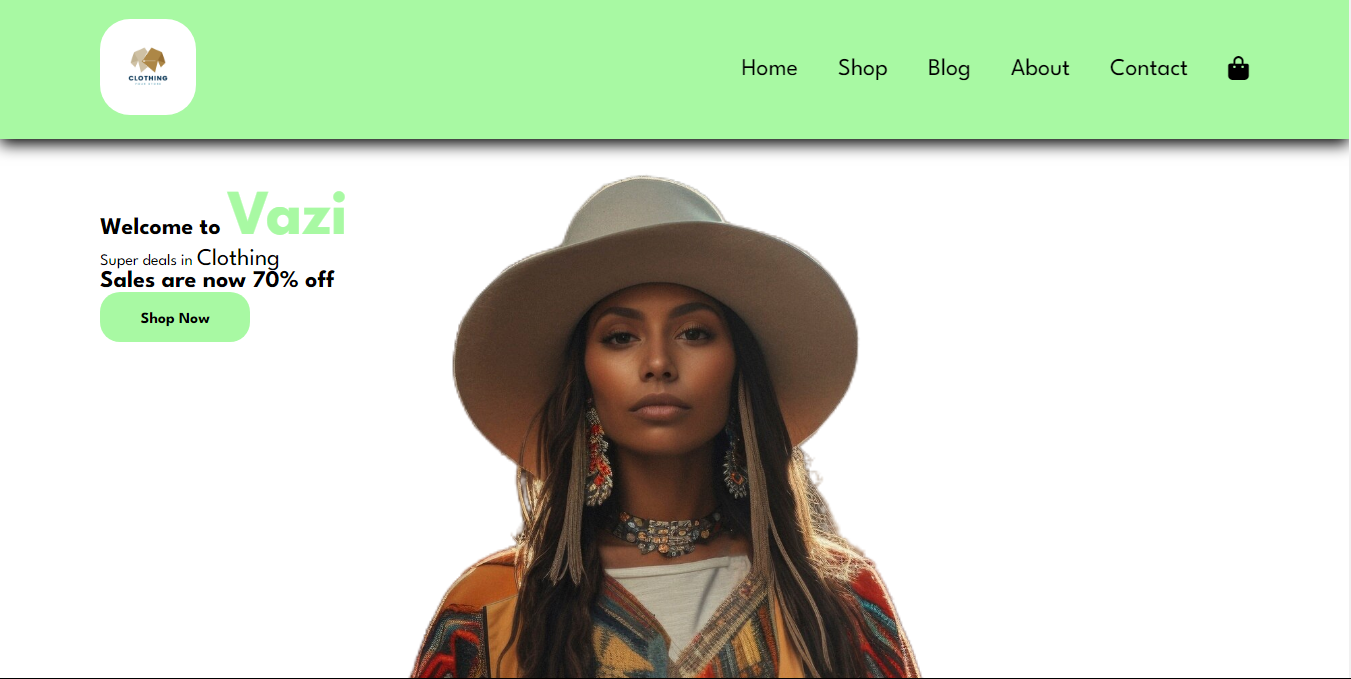 CLOTHING
Home Shop Blog About Contact
Welcome to Vazi
Super deals in Clothing
Sales are now 70% off
Shop Now